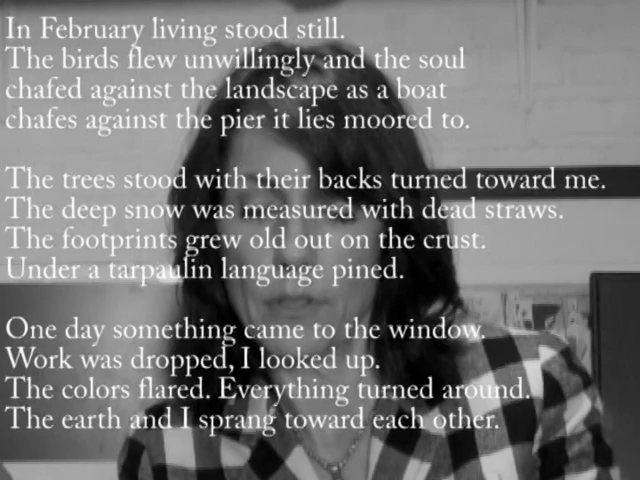 In February living stood still.
The birds flew unwillingly and the soul
chafed against the landscape as a boat
chafes against the pier it lies moored to.
The trees stood with their backs turned toward me.
The deep snow was measured with dead straws.
The footprints grew old out on the crust.
Under a tarpaulin language pined.
One day something came to the window.
Work was dropped, I looked up.
The colors flared. Everything turned around.
The earth and I sprang toward each other.